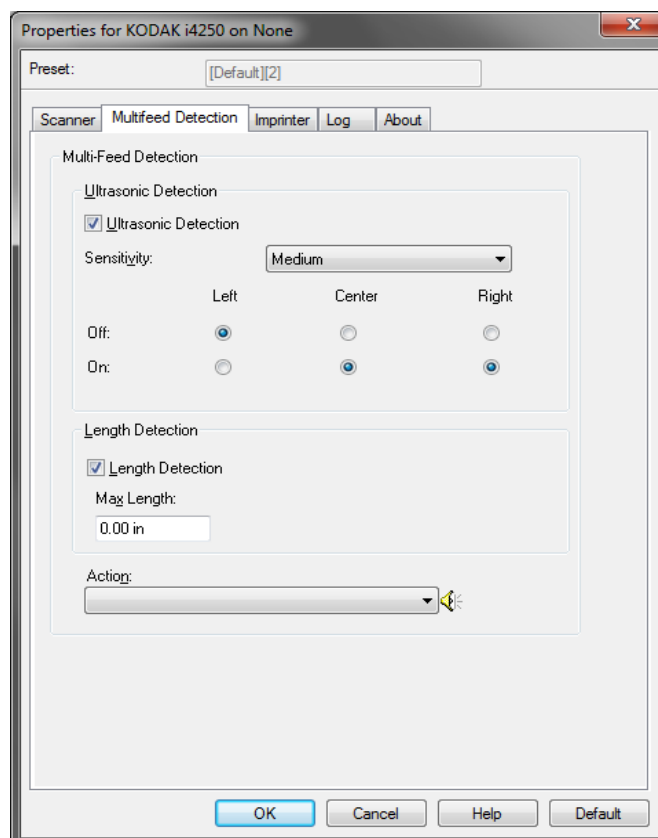 Properties for KODAK i4250 on None
Preset: [Default][2]
Scanner Multifeed Detection Imprinter Log About
Multi-Feed Detection
Ultrasonic Detection
Ultrasonic Detection
Sensitivity: Medium
Left Center Right
Off:
On:
Length Detection
Length Detection
Max Length:
0.00 in
Action:
OK Cancel Help Default